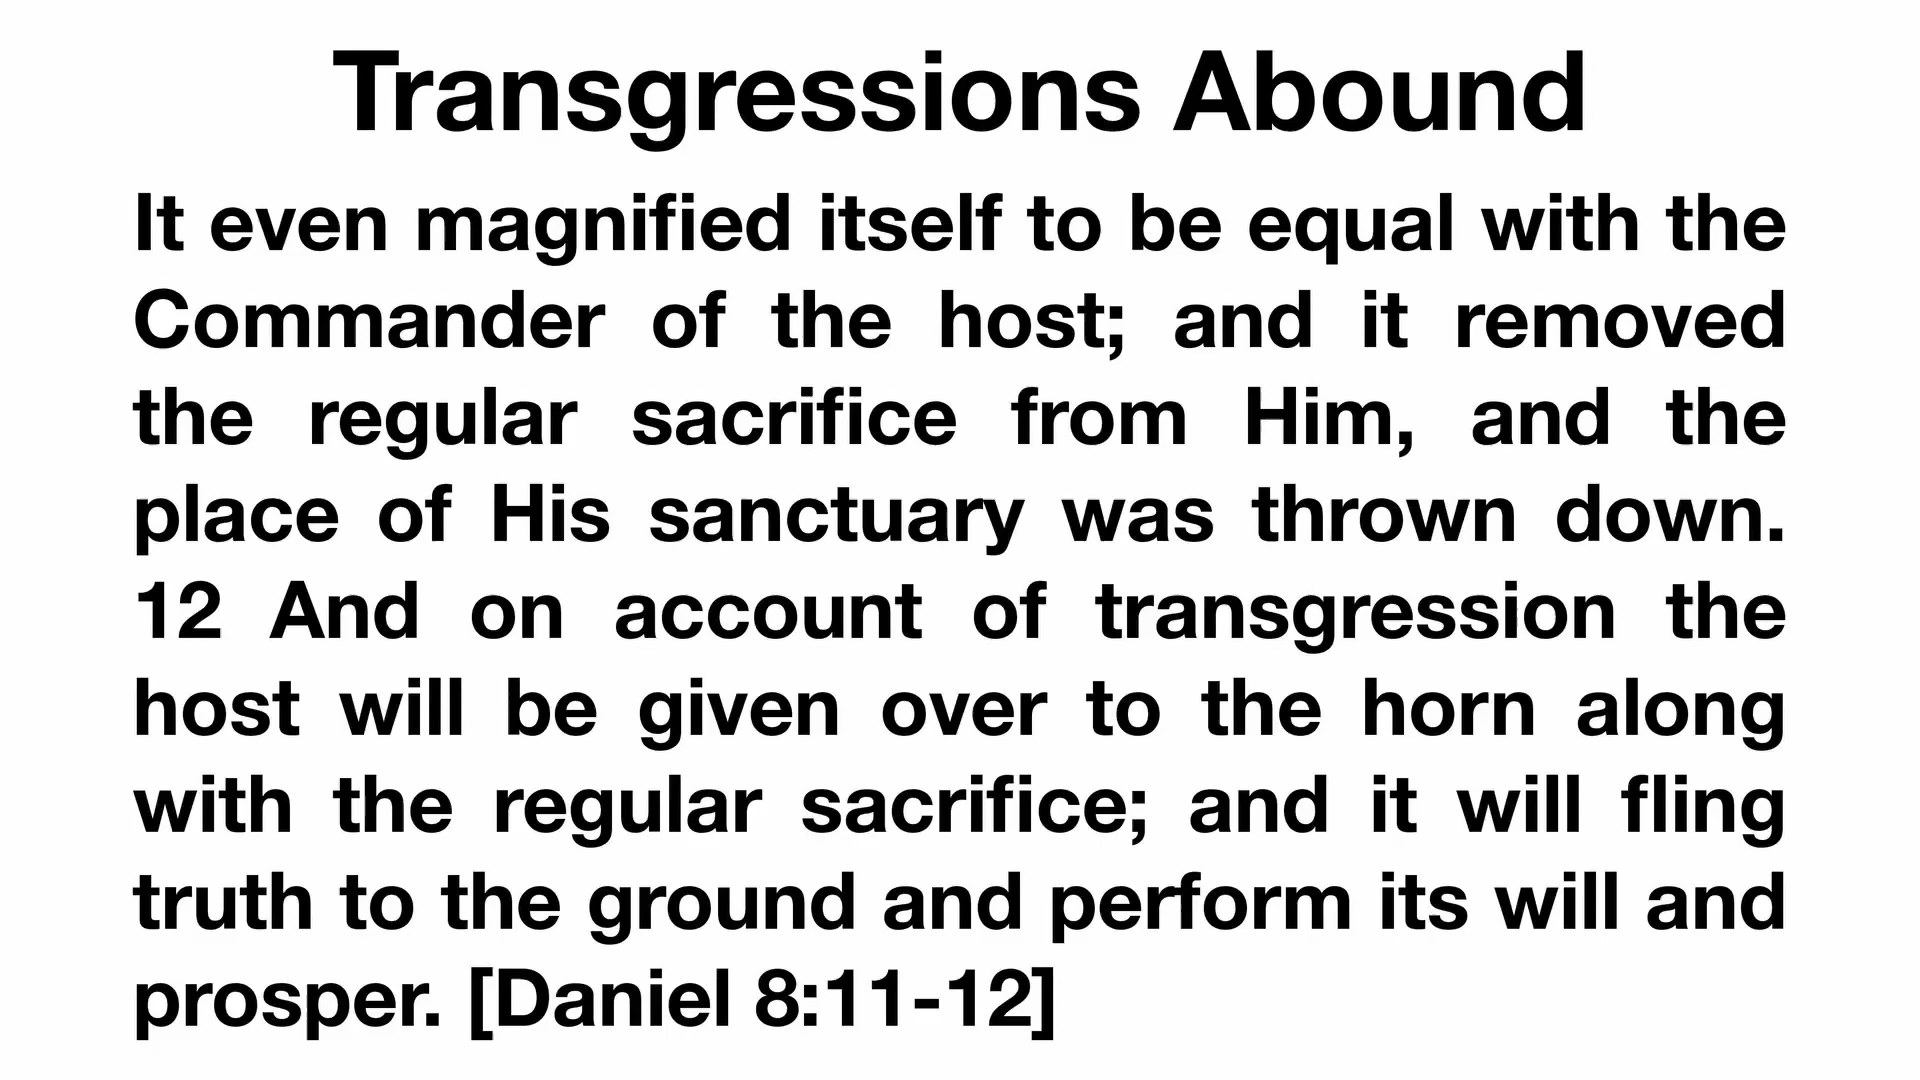 Transgressions Abound
It even magnified itself to be equal with the
Commander of the host; and it removed
the regular sacrifice from Him, and the
place of His sanctuary was thrown down.
12 And on account of transgression the
host will be given over to the horn along
with the regular sacrifice; and it will fling
truth to the ground and perform its will and
prosper. [Daniel 8:11-12]